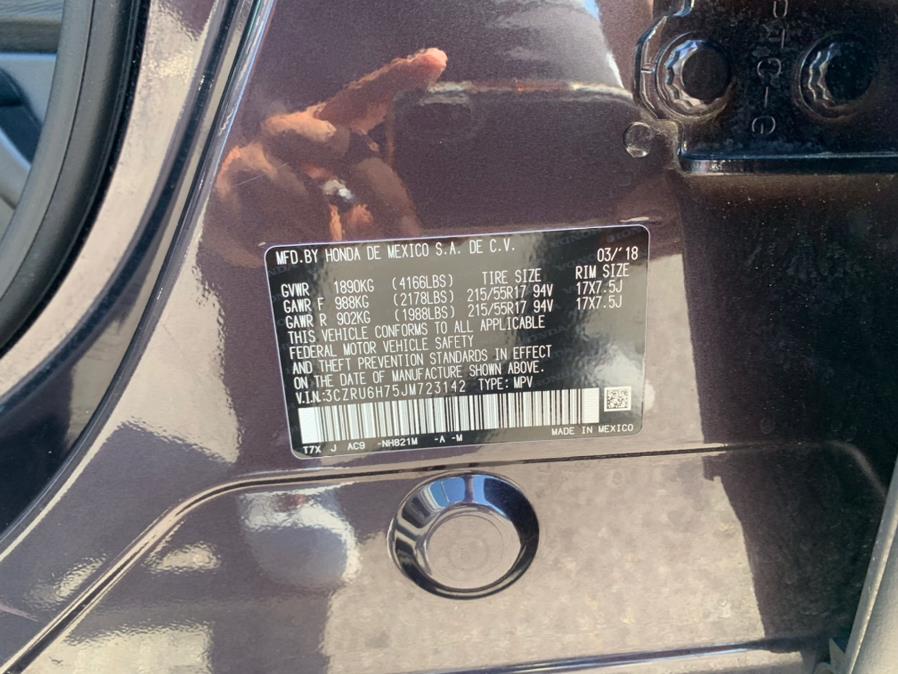 MFD.BY HONDA DE MEXICO S.A. DE C.V. 03/'18
GVWR 1890KG (4166LBS) TIRE SIZE RIM SIZE
GAWR F 988KG (2178LBS) 215/55R17 94V 17X7.5J
GAWR R 902KG (1988LBS) 215/55R17 94V 17X7.5J
THIS VEHICLE CONFORMS TO ALL APPLICABLE
FEDERAL MOTOR VEHICLE SAFETY
AND THEFT PREVENTION STANDARDS IN EFFECT
ON THE DATE OF MANUFACTURE SHOWN ABOVE.
V.I.N:3CZRU6H75JM723142 TYPE: MPV
T7X J AC9 -NH821M -A -M MADE IN MEXICO